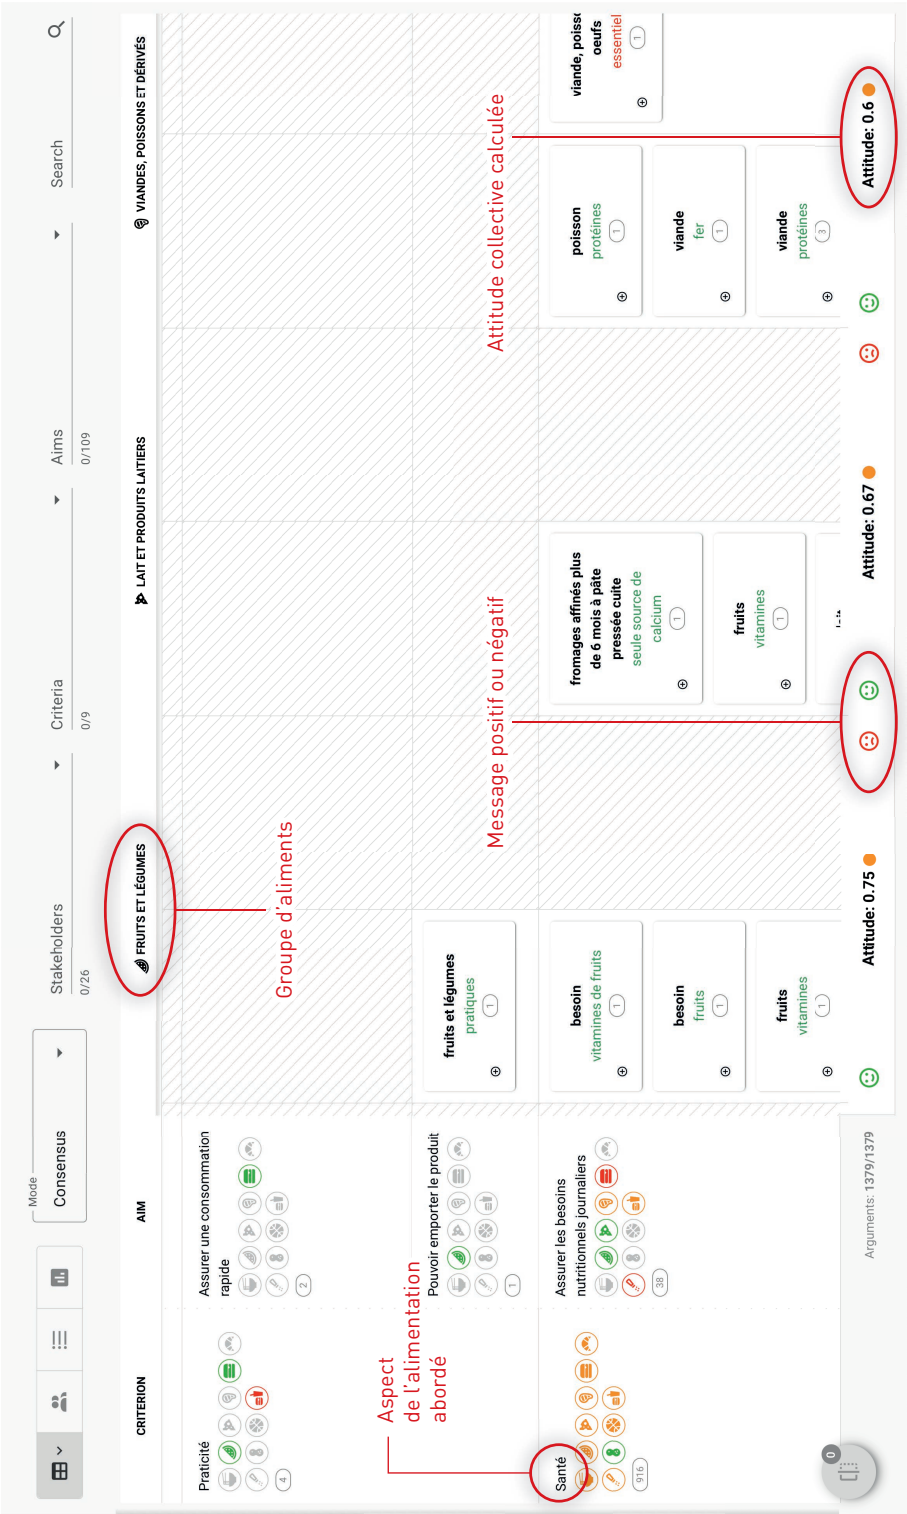 Mode
Consensus
Stakeholders
0/26
Criteria
0/9
Aims
0/109
Search
CRITERION
AIM
FRUITS ET LÉGUMES
LAIT ET PRODUITS LAITIERS
VIANDES, POISSONS ET DÉRIVÉS
Groupe d'aliments
Praticité
4
Assurer une consommation
rapide
2
Pouvoir emporter le produit
1
fruits et légumes
pratiques
1
Aspect
de l'alimentation
abordé
Message positif ou négatif
Attitude collective calculée
Santé
916
Assurer les besoins
nutritionnels journaliers
38
besoin
vitamines de fruits
1
besoin
fruits
1
fruits
vitamines
1
fromages affinés plus
de 6 mois à pâte
pressée cuite
seule source de
calcium
1
fruits
vitamines
1
poisson
protéines
1
viande
fer
1
viande
protéines
3
viande, poisso
oeufs
essentiel
1
0
Arguments: 1379/1379
Attitude: 0.75
Attitude: 0.67
Attitude: 0.6